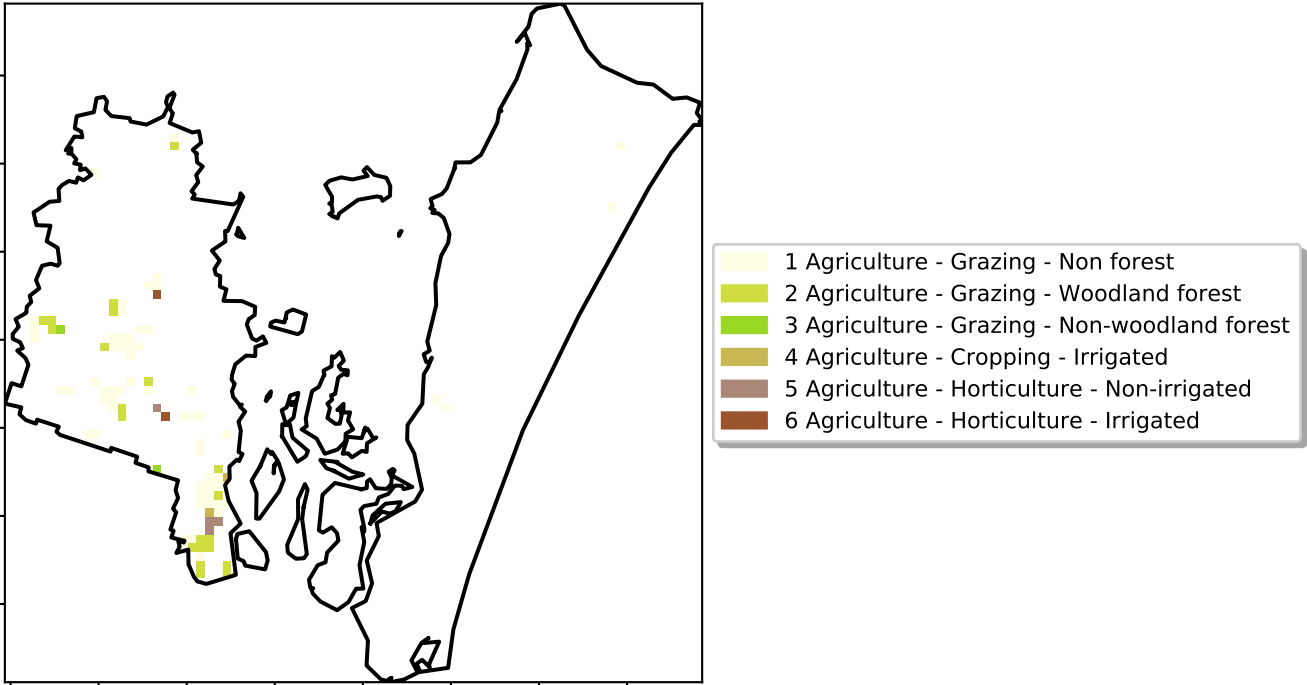 1 Agriculture - Grazing - Non forest
2 Agriculture - Grazing - Woodland forest
3 Agriculture - Grazing - Non-woodland forest
4 Agriculture - Cropping - Irrigated
5 Agriculture - Horticulture - Non-irrigated
6 Agriculture - Horticulture - Irrigated